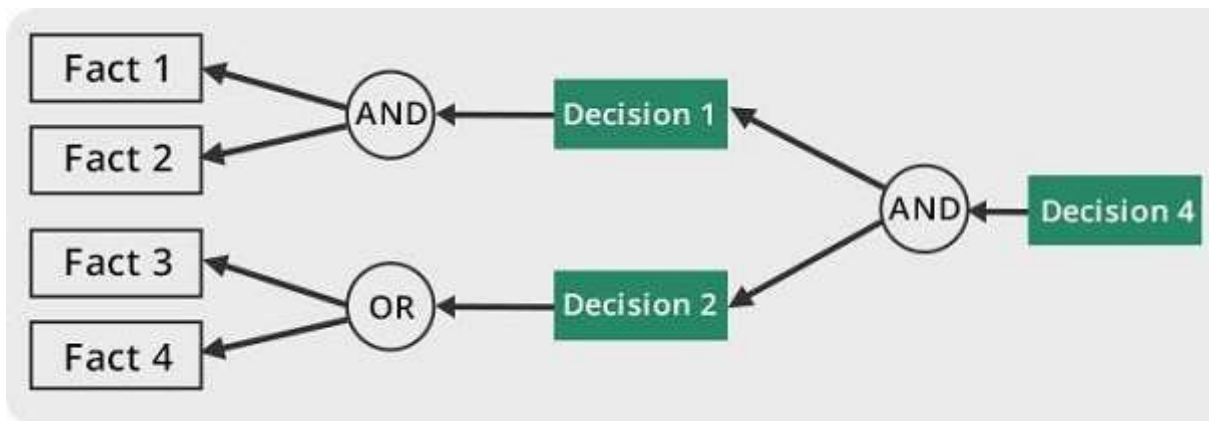 Fact 1
Fact 2
AND
Decision 1
Fact 3
Fact 4
OR
Decision 2
AND
Decision 4